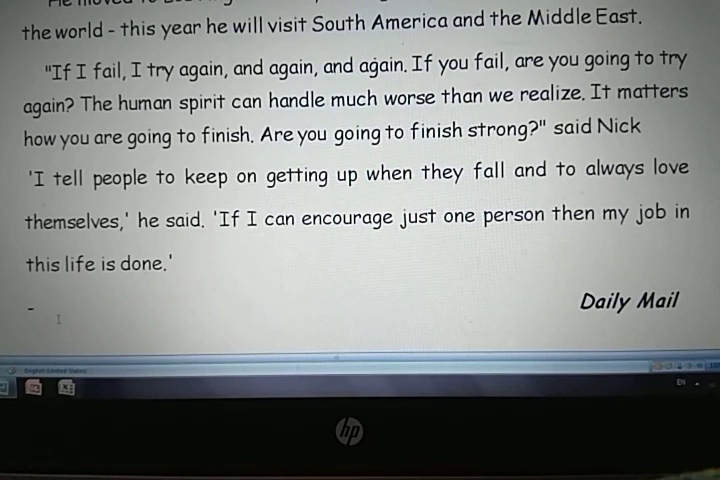 the world - this year he will visit South America and the Middle East.
"If I fail, I try again, and again, and again. If you fail, are you going to try
again? The human spirit can handle much worse than we realize. It matters
how you are going to finish. Are you going to finish strong?" said Nick
'I tell people to keep on getting up when they fall and to always love
themselves,' he said. 'If I can encourage just one person then my job in
this life is done.'
-
Daily Mail
English (United States)
EN
hp